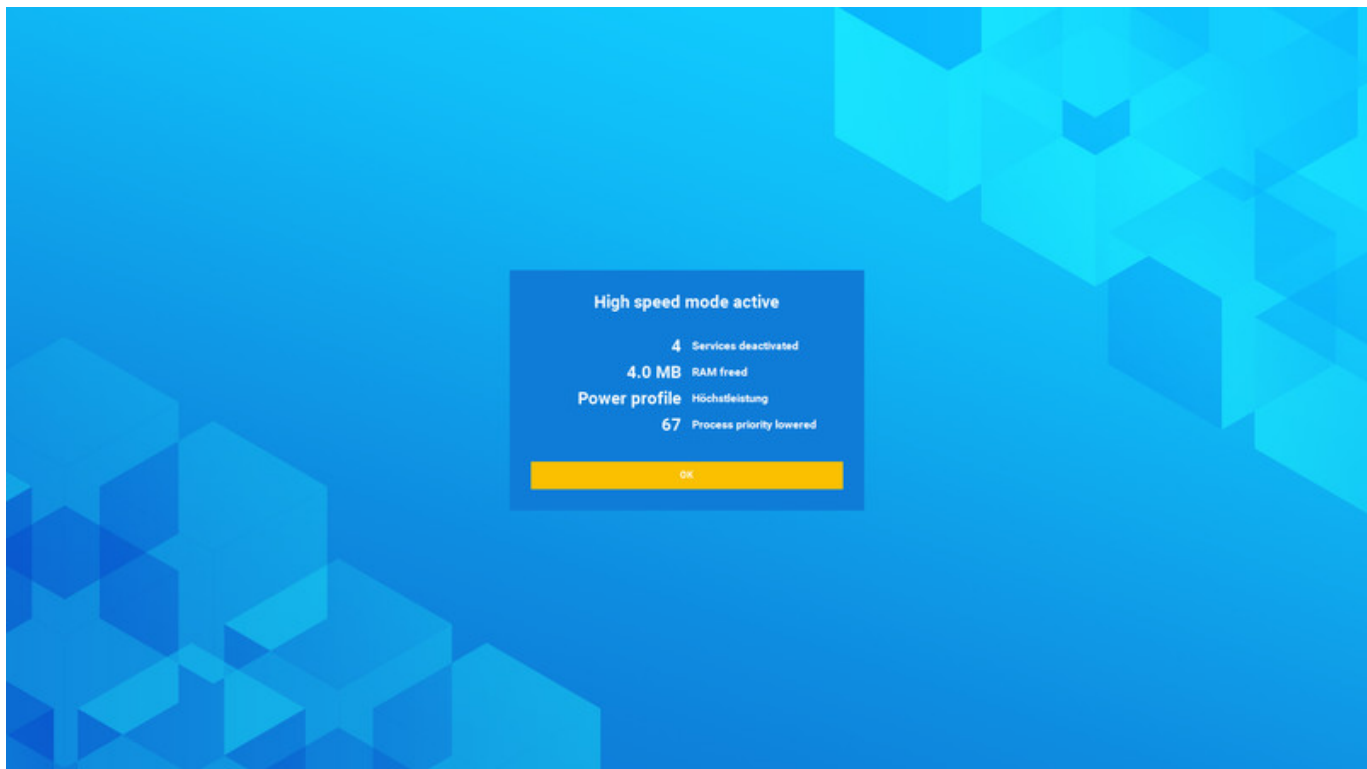 High speed mode active
4 Services deactivated
4.0 MB RAM freed
Power profile Höchstleistung
67 Process priority lowered
OK